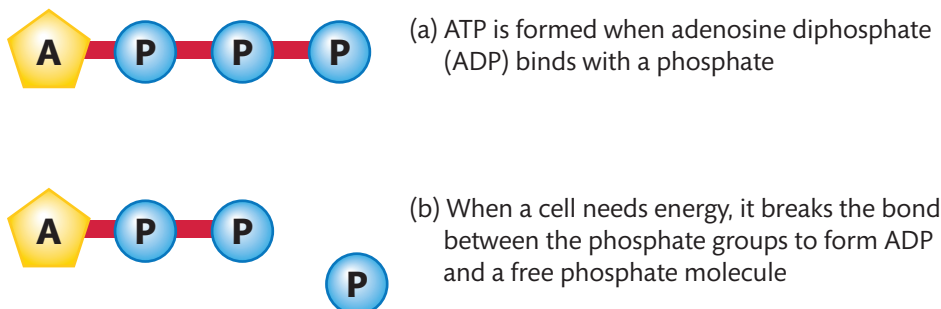 A P P P
(a) ATP is formed when adenosine diphosphate
(ADP) binds with a phosphate
A P P
(b) When a cell needs energy, it breaks the bond
between the phosphate groups to form ADP
and a free phosphate molecule
P